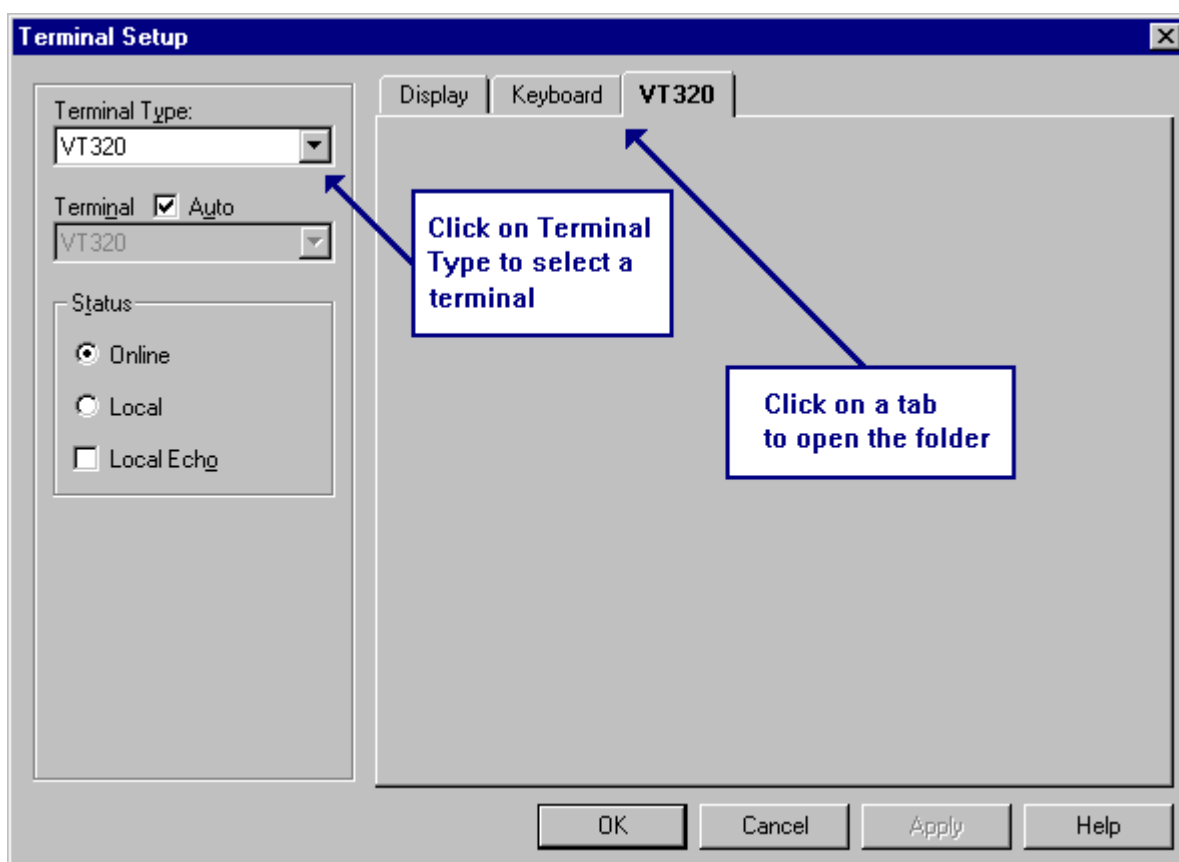 Terminal Setup
Terminal Type:
VT320
Terminal Auto
VT320
Status
Online
Local
Local Echo
Display Keyboard VT320
Click on Terminal
Type to select a
terminal
Click on a tab
to open the folder
OK Cancel Apply Help